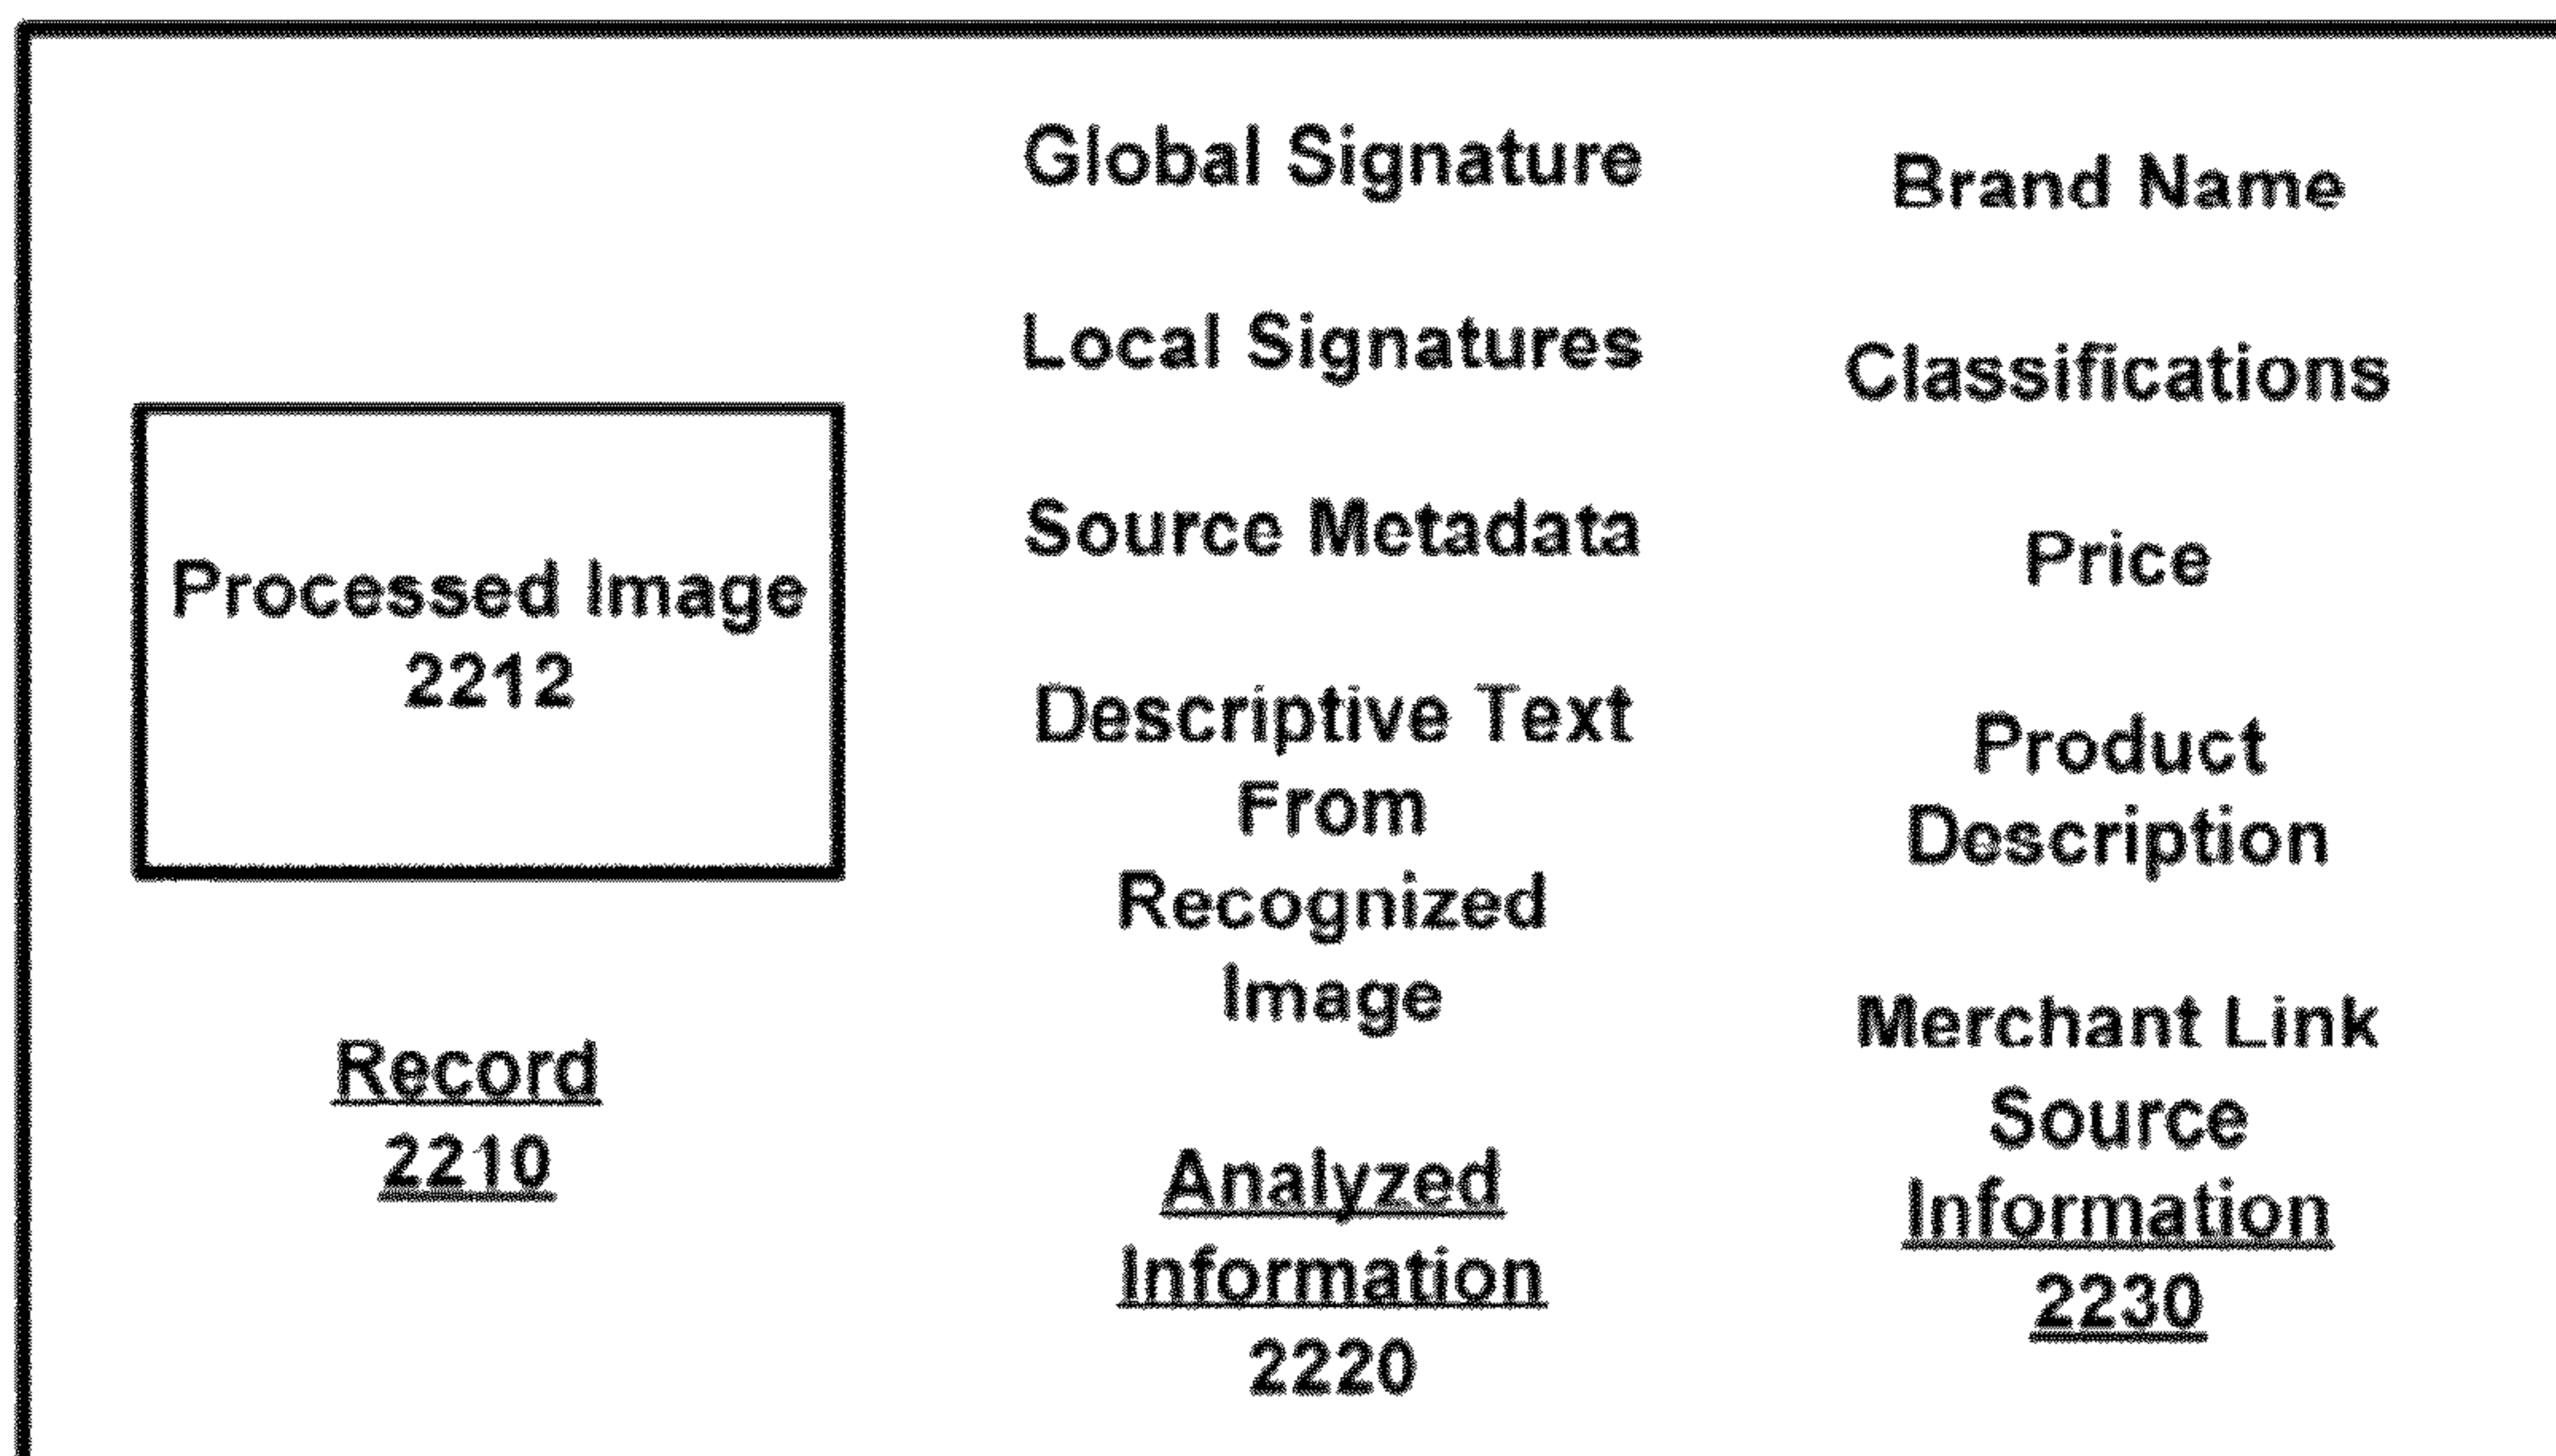 Processed Image
2212
Record
2210
Global Signature
Local Signatures
Source Metadata
Descriptive Text
From
Recognized
Image
Analyzed
Information
2220
Brand Name
Classifications
Price
Product
Description
Merchant Link
Source
Information
2230